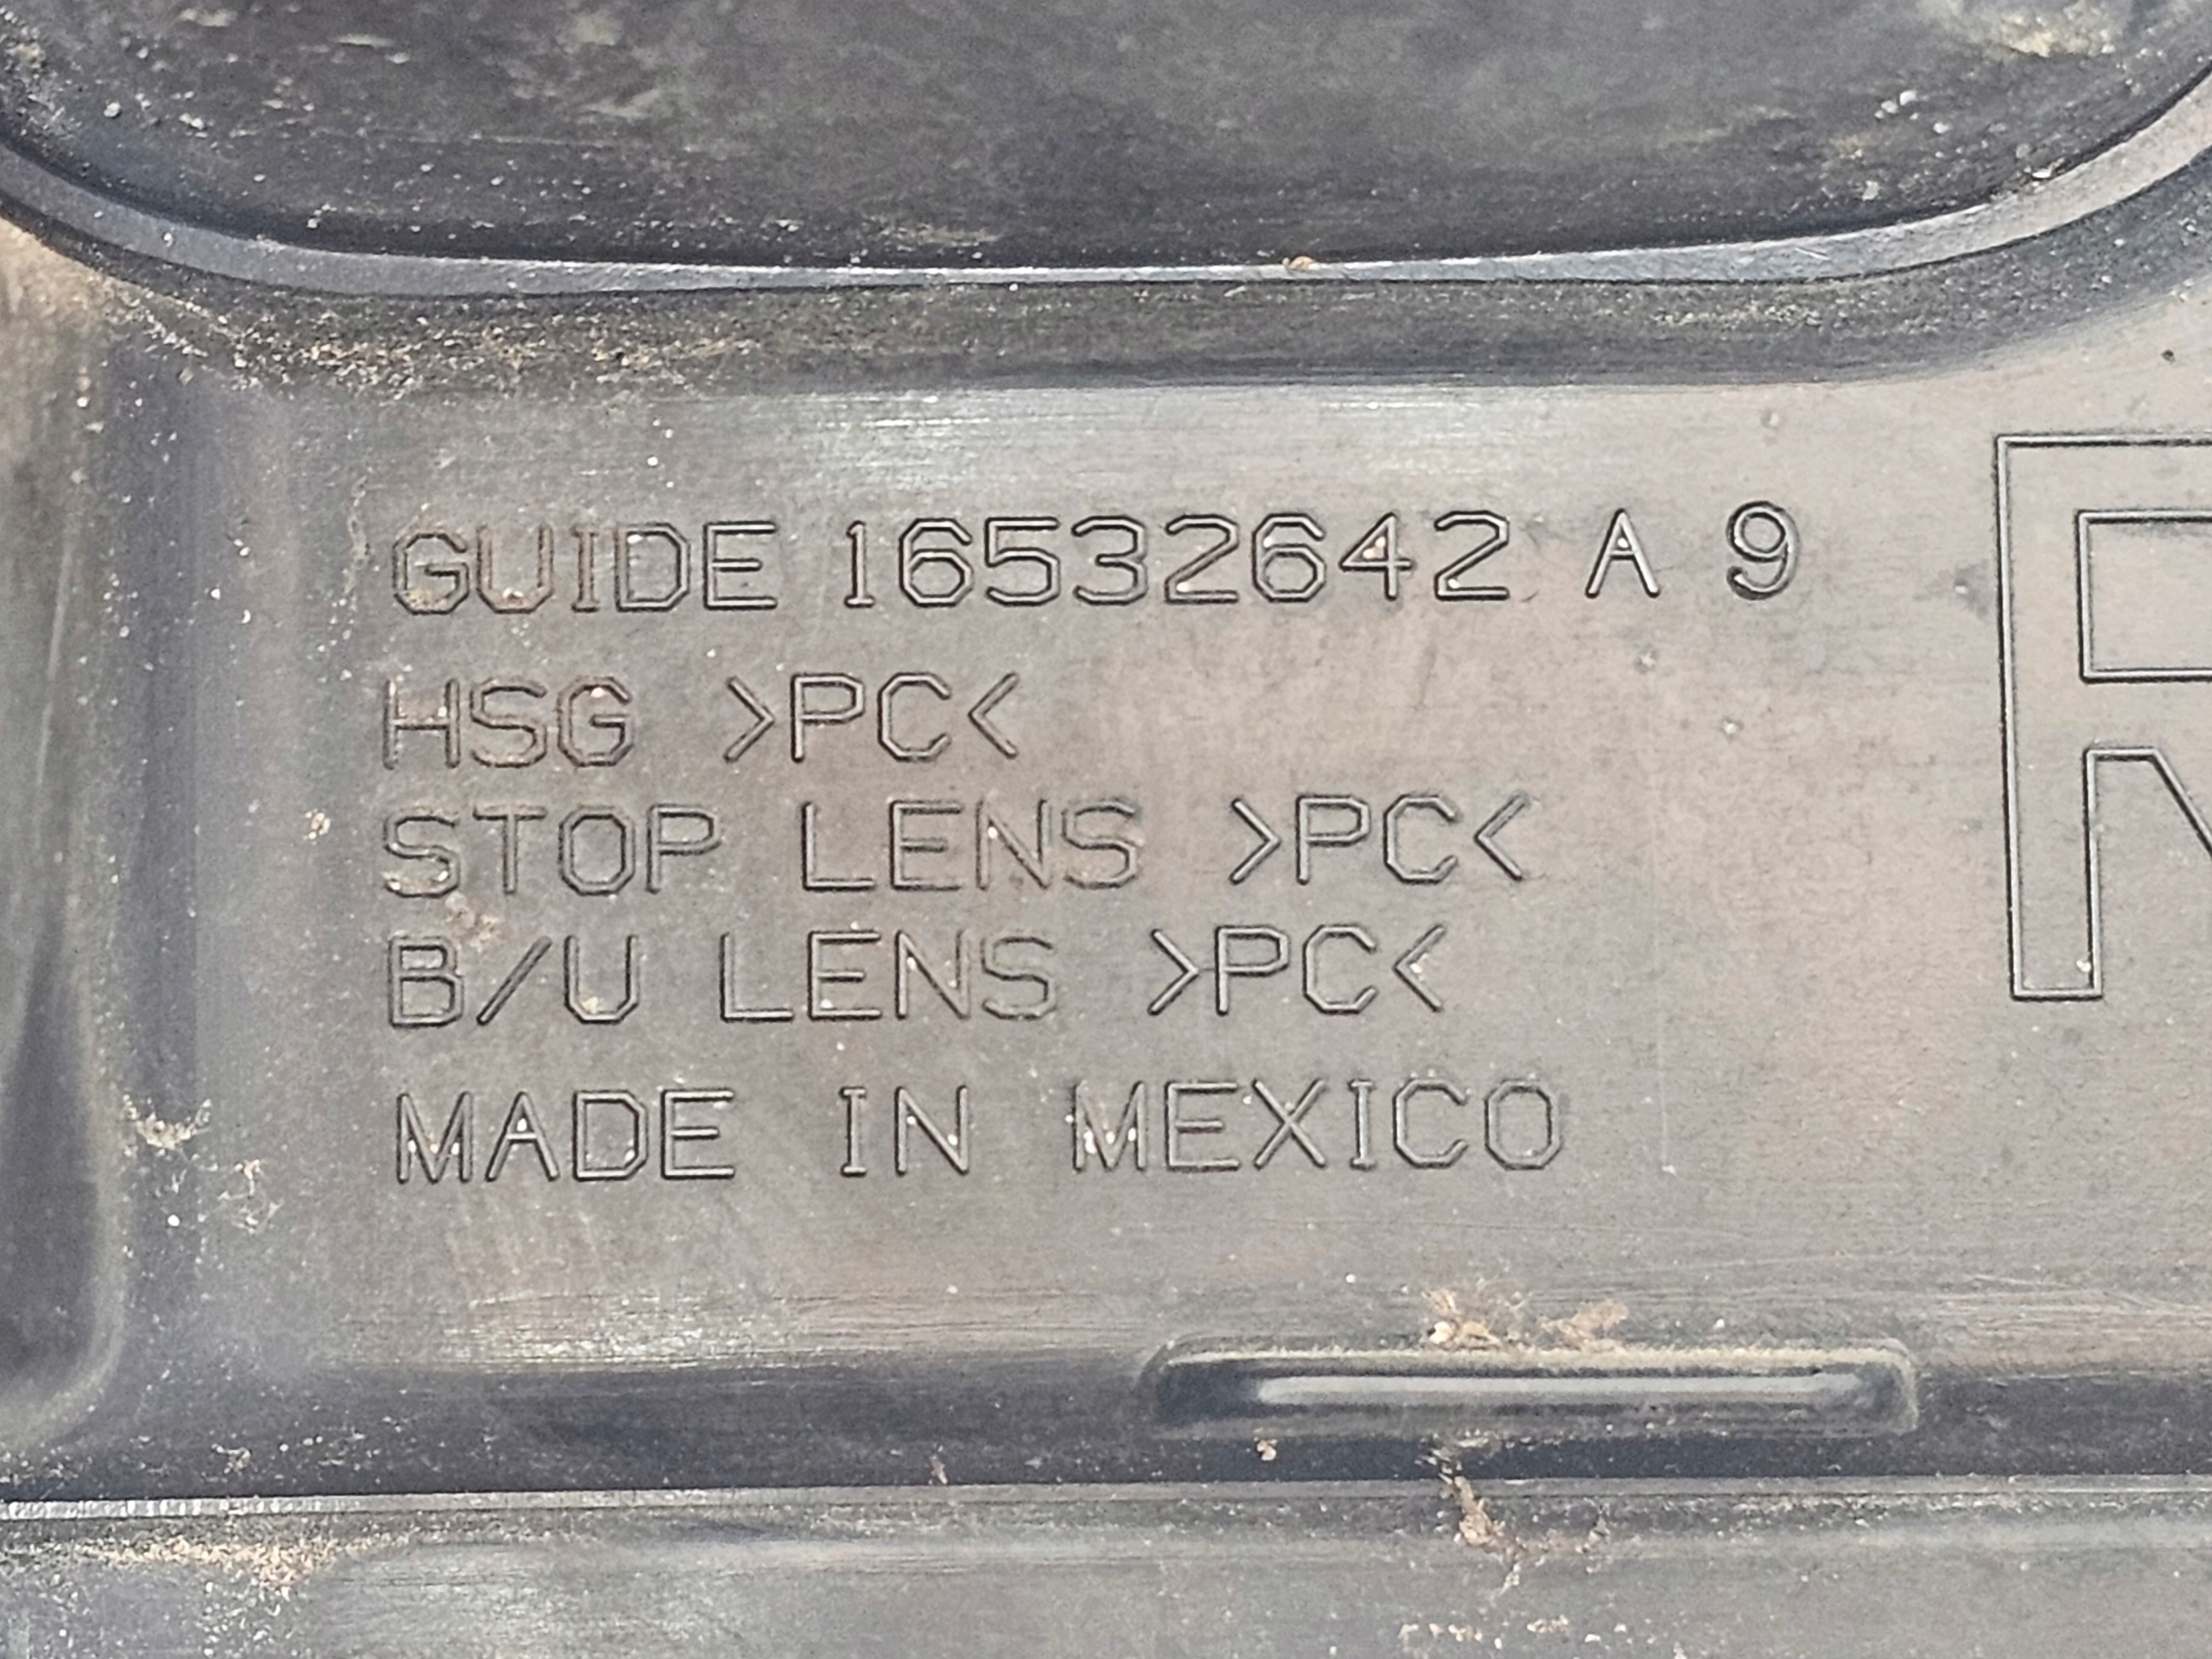 GUIDE 16532642 A 9
HSG >PC<
STOP LENS >PC<
B/U LENS >PC<
MADE IN MEXICO
R